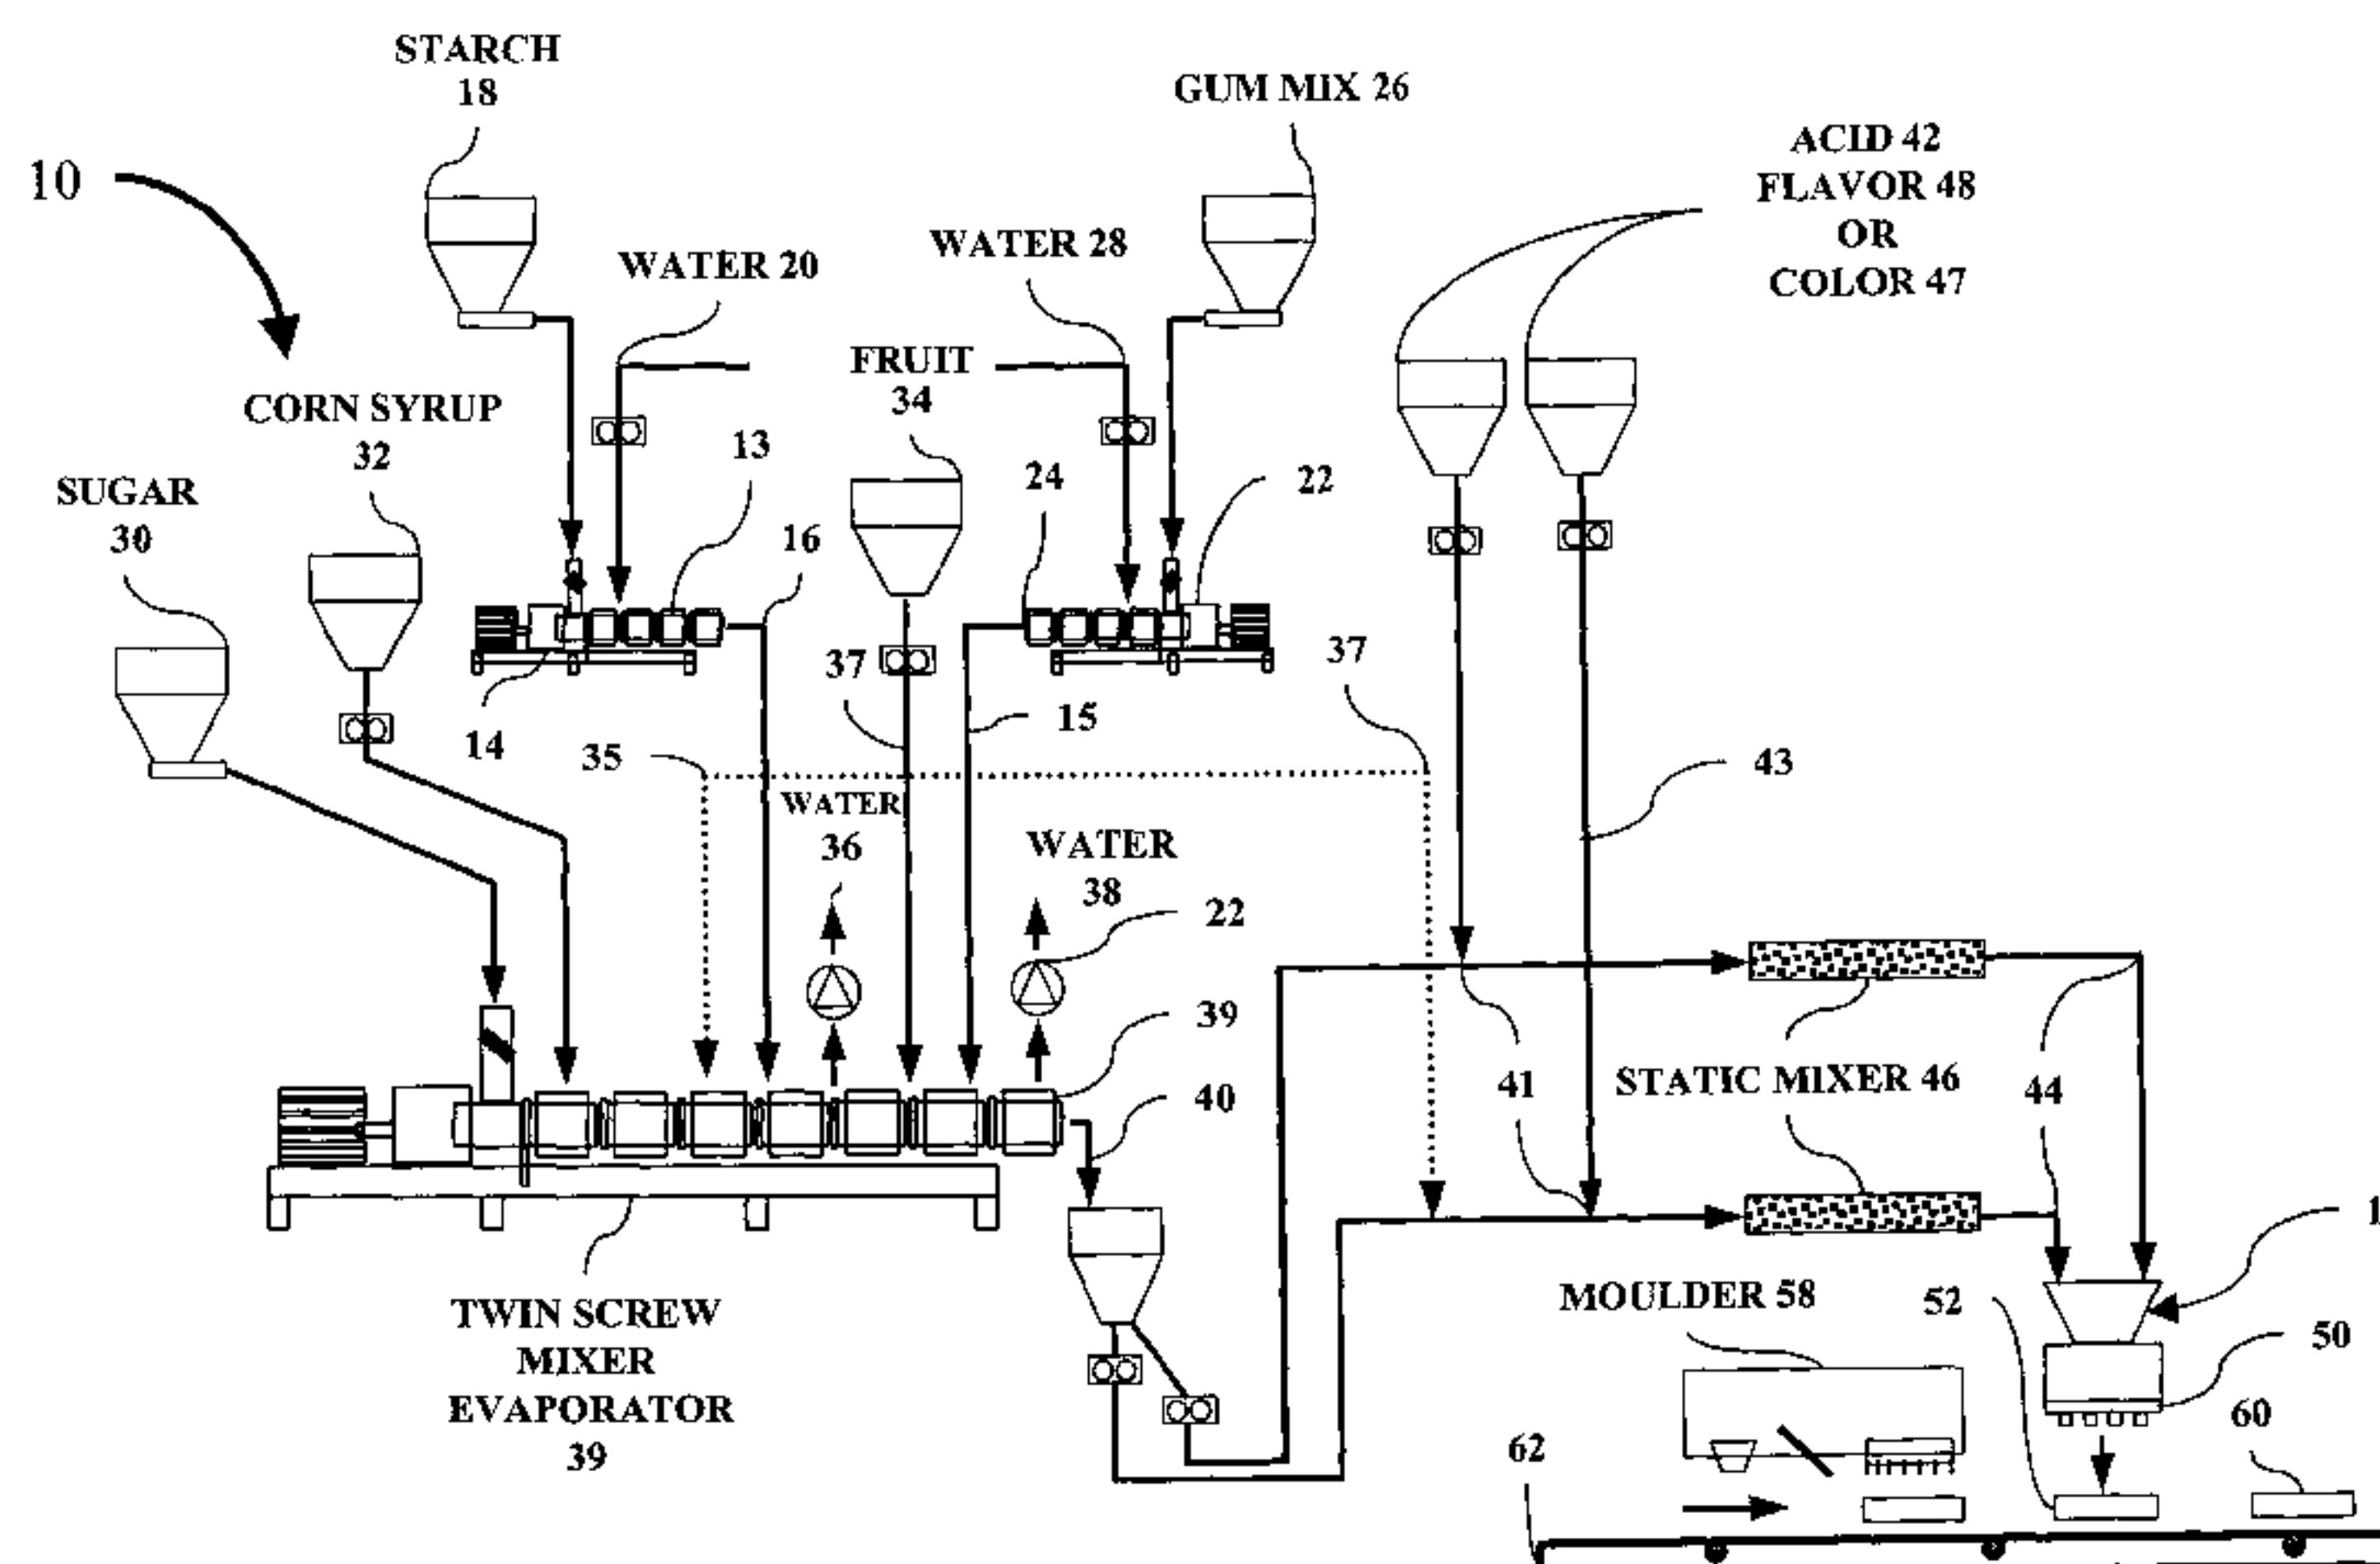 STARCH
18
GUM MIX 26
ACID 42
FLAVOR 48
OR
COLOR 47
10
WATER 20
WATER 28
FRUIT
34
CORN SYRUP
32
13
24
22
SUGAR
30
16
37
37
14
15
35
43
WATER
36
WATER
38
22
39
40
41
STATIC MIXER 46
44
TWIN SCREW
MIXER
EVAPORATOR
39
MOULDER 58
52
50
60
62